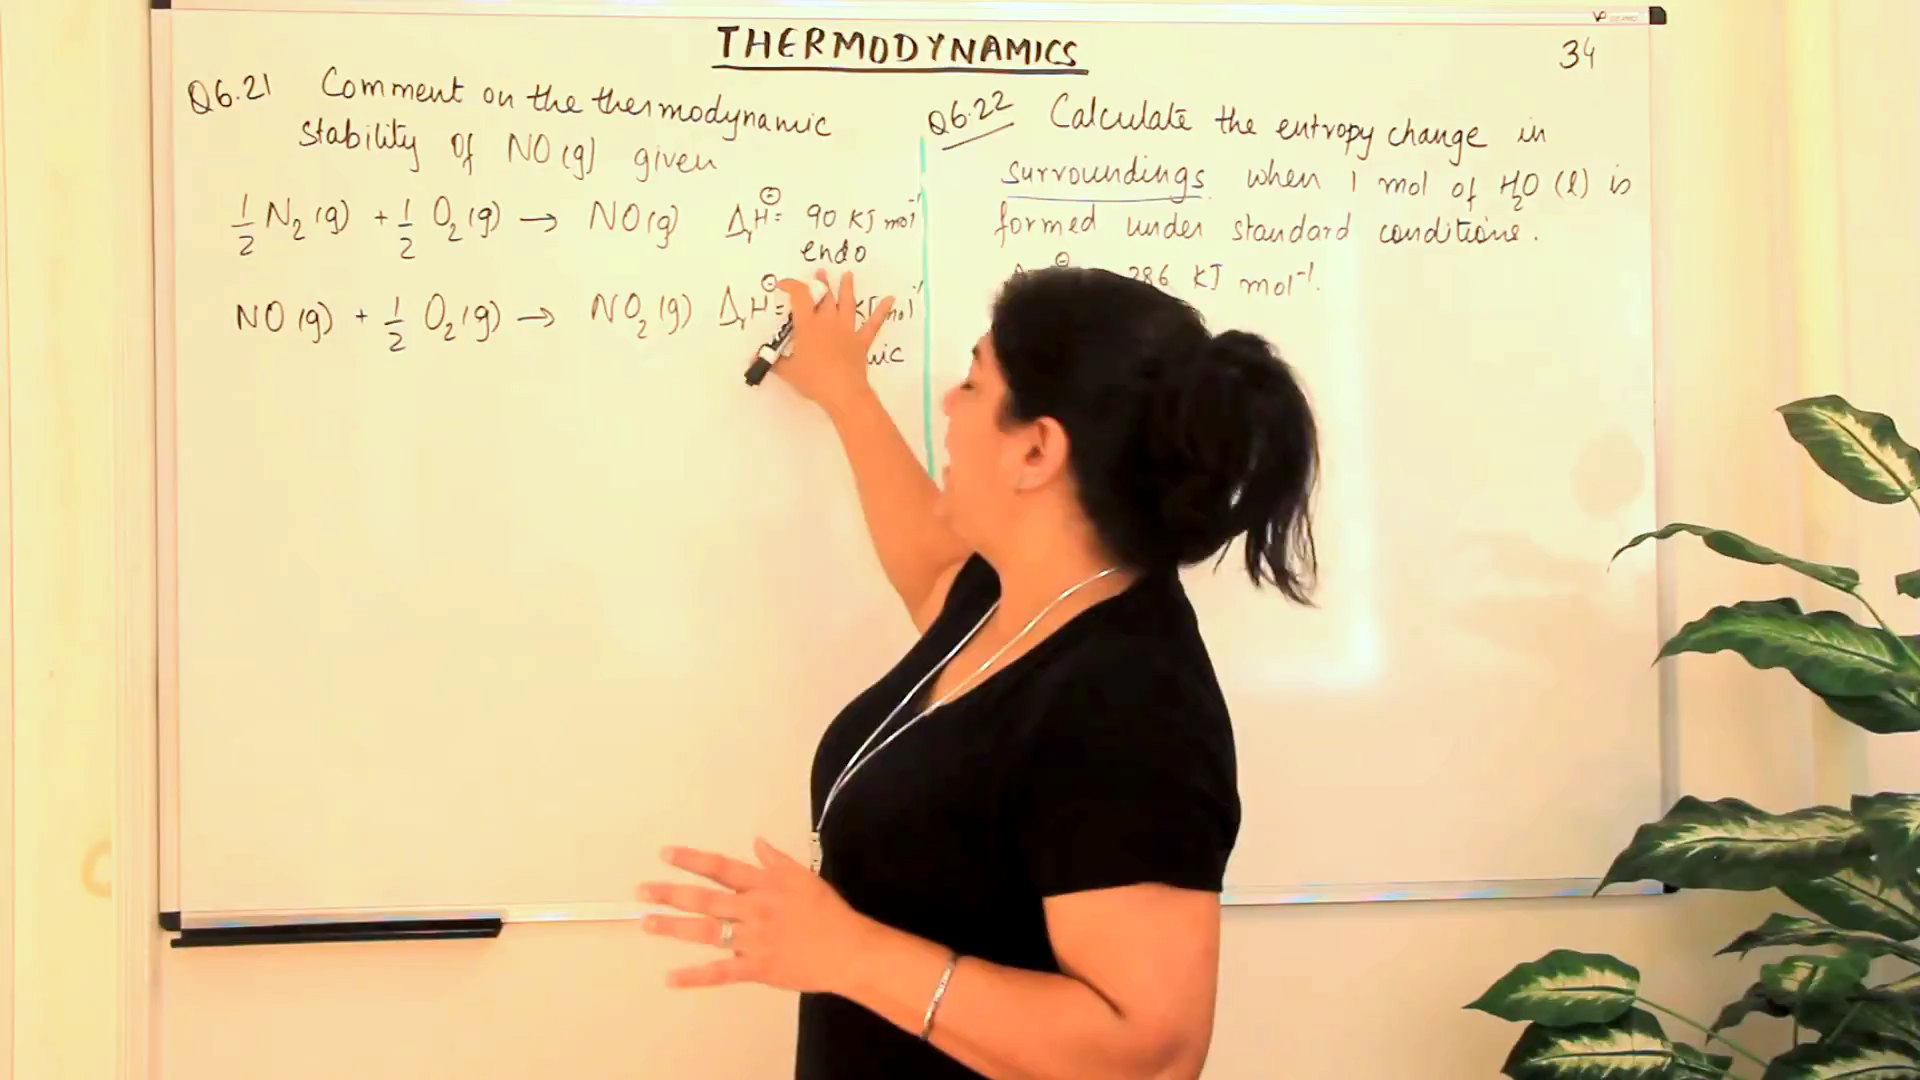 THERMODYNAMICS
34
Q6.21 Comment on the thermodynamic
stability of NO(g) given
1/2 N₂(g) + 1/2 O₂(g) → NO(g) ΔrH⊖ = 90 KJ mol⁻¹
endo
NO(g) + 1/2 O₂(g) → NO₂(g) ΔrH⊖ =
Q6.22 Calculate the entropy change in
surroundings when 1 mol of H₂O (l) is
formed under standard conditions.
286 KJ mol⁻¹.